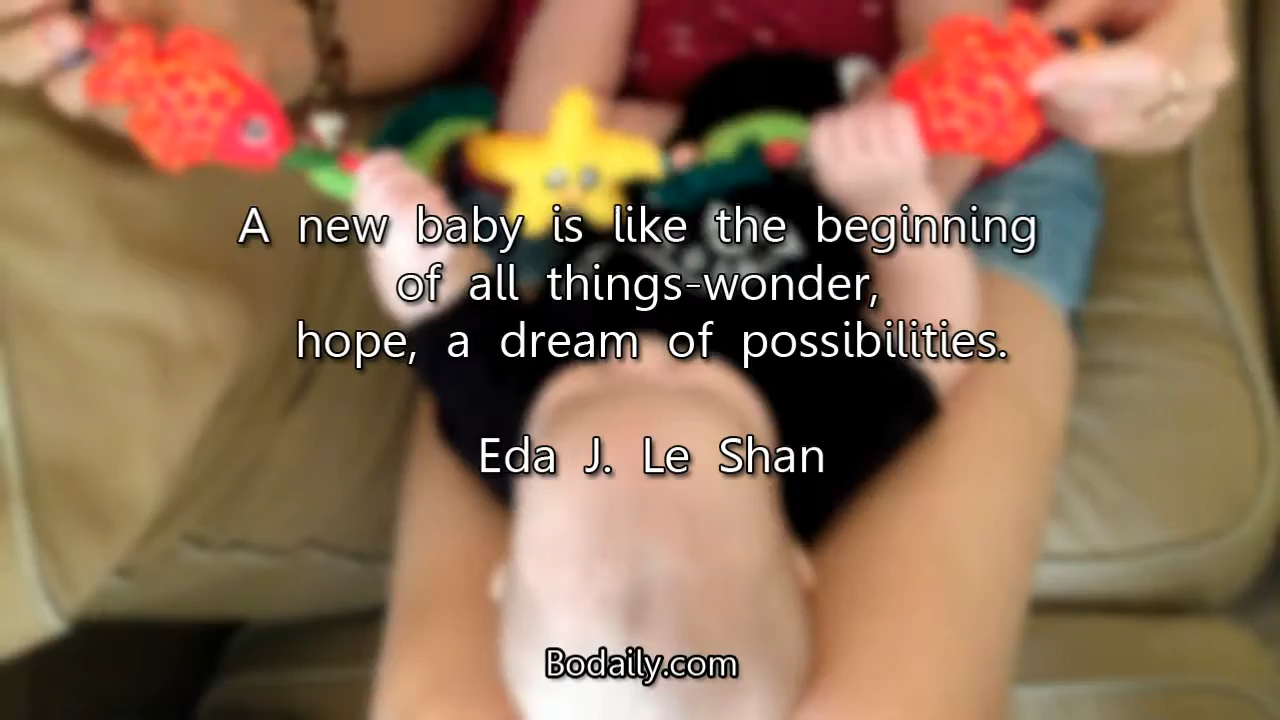 A new baby is like the beginning
of all things-wonder,
hope, a dream of possibilities.
Eda J. Le Shan
Bodaily.com